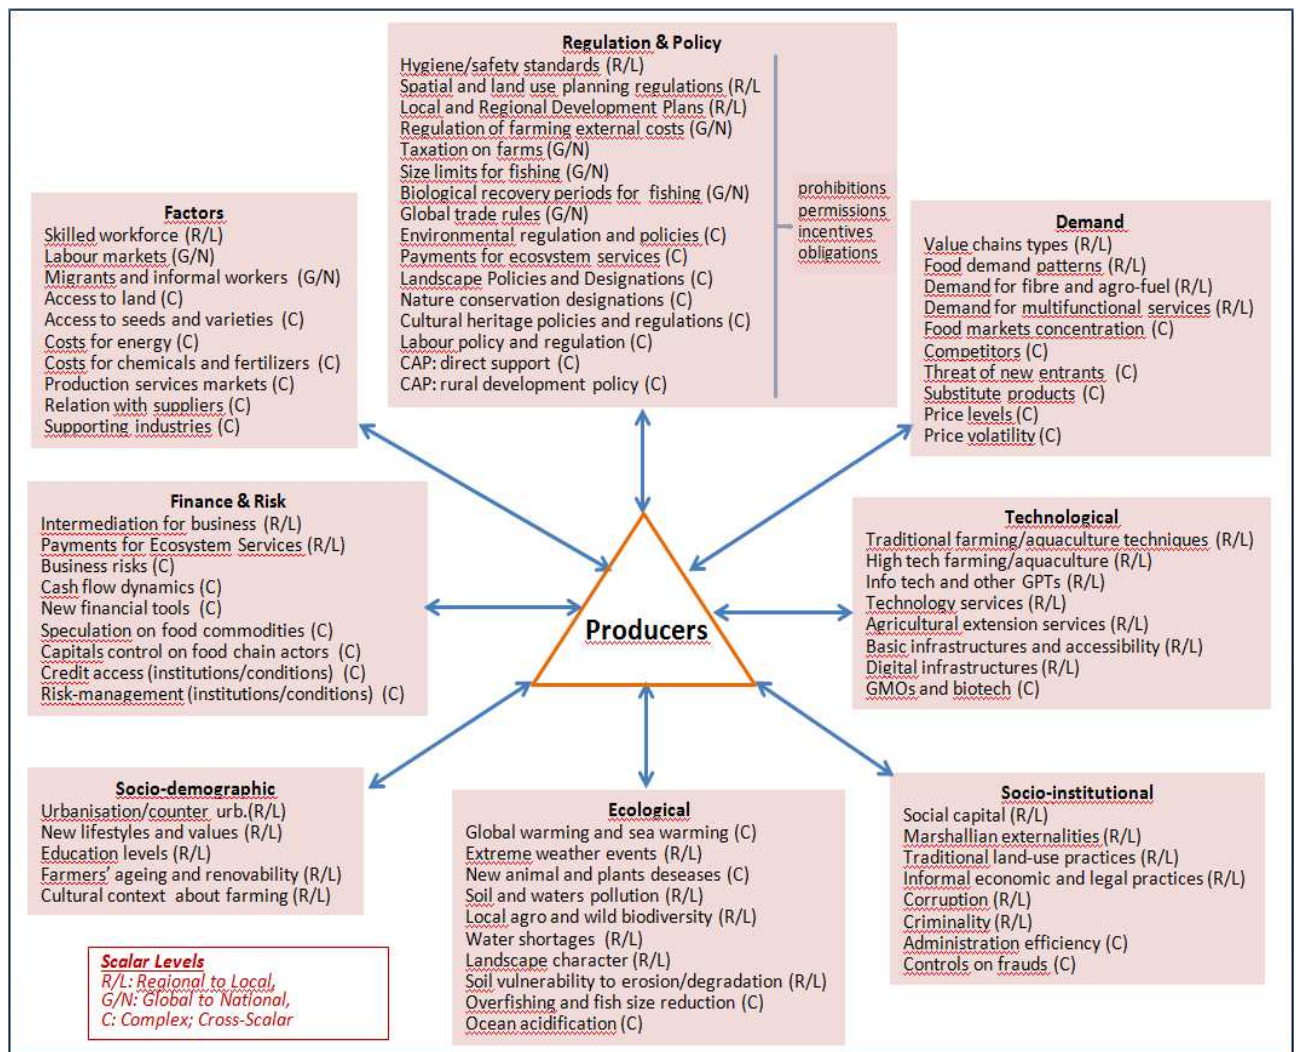 Regulation & Policy
Hygiene/safety standards (R/L)
Spatial and land use planning regulations (R/L
Local and Regional Development Plans (R/L)
Regulation of farming external costs (G/N)
Taxation on farms (G/N)
Size limits for fishing (G/N)
Biological recovery periods for fishing (G/N)
Global trade rules (G/N)
Environmental regulation and policies (C)
Payments for ecosystem services (C)
Landscape Policies and Designations (C)
Nature conservation designations (C)
Cultural heritage policies and regulations (C)
Labour policy and regulation (C)
CAP: direct support (C)
CAP: rural development policy (C)
prohibitions
permissions
incentives
obligations
Factors
Skilled workforce (R/L)
Labour markets (G/N)
Migrants and informal workers (G/N)
Access to land (C)
Access to seeds and varieties (C)
Costs for energy (C)
Costs for chemicals and fertilizers (C)
Production services markets (C)
Relation with suppliers (C)
Supporting industries (C)
Demand
Value chains types (R/L)
Food demand patterns (R/L)
Demand for fibre and agro-fuel (R/L)
Demand for multifunctional services (R/L)
Food markets concentration (C)
Competitors (C)
Threat of new entrants (C)
Substitute products (C)
Price levels (C)
Price volatility (C)
Finance & Risk
Intermediation for business (R/L)
Payments for Ecosystem Services (R/L)
Business risks (C)
Cash flow dynamics (C)
New financial tools (C)
Speculation on food commodities (C)
Capitals control on food chain actors (C)
Credit access (institutions/conditions) (C)
Risk-management (institutions/conditions) (C)
Producers
Technological
Traditional farming/aquaculture techniques (R/L)
High tech farming/aquaculture (R/L)
Info tech and other GPTs (R/L)
Technology services (R/L)
Agricultural extension services (R/L)
Basic infrastructures and accessibility (R/L)
Digital infrastructures (R/L)
GMOs and biotech (C)
Socio-demographic
Urbanisation/counter urb.(R/L)
New lifestyles and values (R/L)
Education levels (R/L)
Farmers' ageing and renovability (R/L)
Cultural context about farming (R/L)
Ecological
Global warming and sea warming (C)
Extreme weather events (R/L)
New animal and plants deseases (C)
Soil and waters pollution (R/L)
Local agro and wild biodiversity (R/L)
Water shortages (R/L)
Landscape character (R/L)
Soil vulnerability to erosion/degradation (R/L)
Overfishing and fish size reduction (C)
Ocean acidification (C)
Socio-institutional
Social capital (R/L)
Marshallian externalities (R/L)
Traditional land-use practices (R/L)
Informal economic and legal practices (R/L)
Corruption (R/L)
Criminality (R/L)
Administration efficiency (C)
Controls on frauds (C)
Scalar Levels
R/L: Regional to Local,
G/N: Global to National,
C: Complex; Cross-Scalar